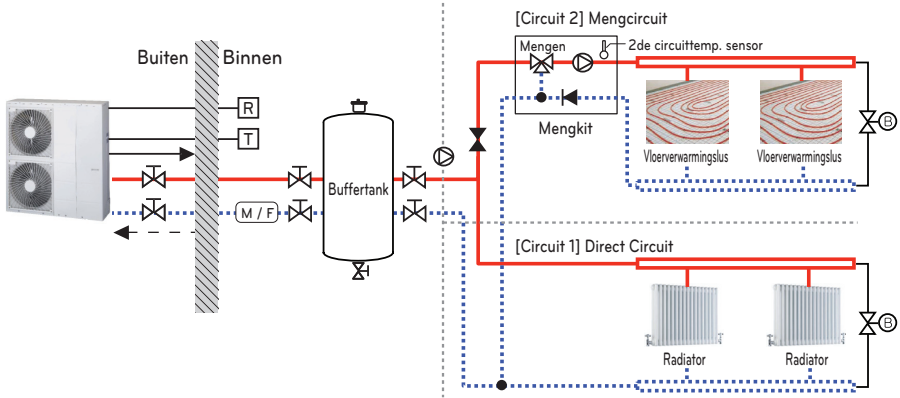 [Circuit 2] Mengcircuit
Buiten
Binnen
Mengen
2de circuittemp. sensor
R
T
Mengkit
B
Vloerverwarmingslus
Vloerverwarmingslus
Buffertank
M / F
[Circuit 1] Direct Circuit
B
Radiator
Radiator